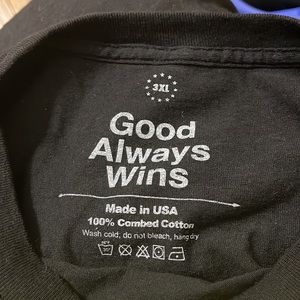 3XL
Good
Always
Wins
Made in USA
100% Combed Cotton
Wash cold, do not bleach, hang dry